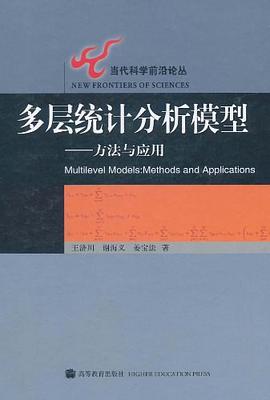 当代科学前沿论丛
NEW FRONTIERS OF SCIENCES
多层统计分析模型
——方法与应用
Multilevel Models:Methods and Applications
王济川 谢海义 姜宝法 著
高等教育出版社 HIGHER EDUCATION PRESS